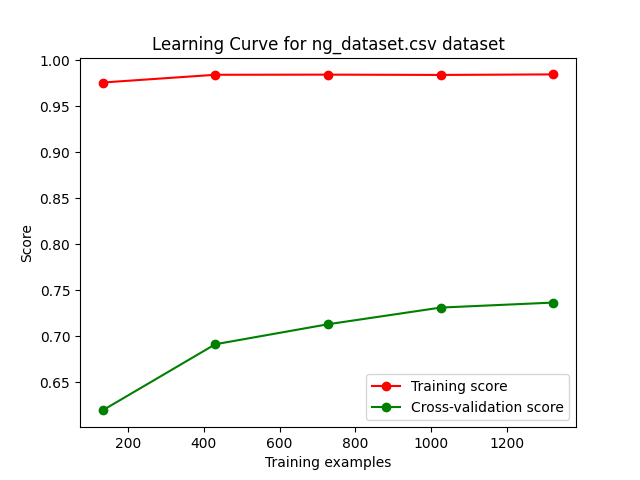 Learning Curve for ng_dataset.csv dataset
1.00
0.95
0.90
0.85
0.80
0.75
0.70
0.65
Score
Training score
Cross-validation score
200 400 600 800 1000 1200
Training examples